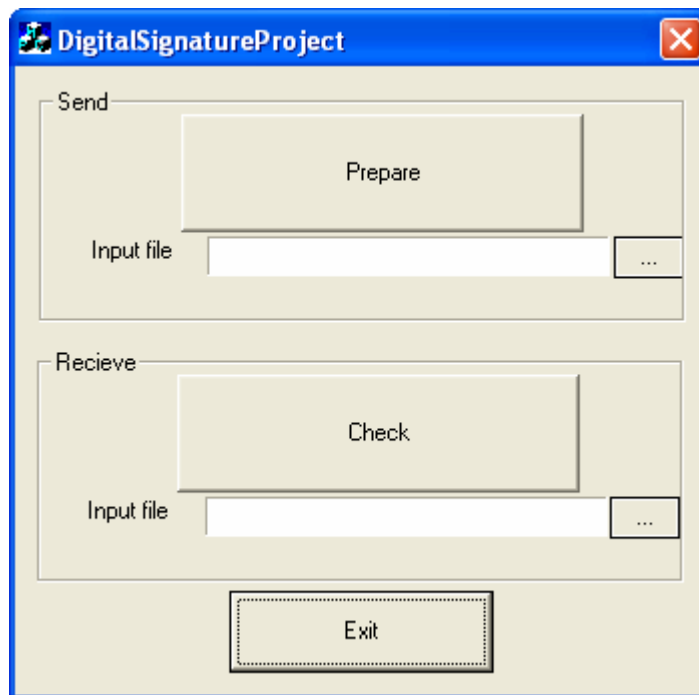 DigitalSignatureProject
Send
Prepare
Input file
...
Recieve
Check
Input file
...
Exit